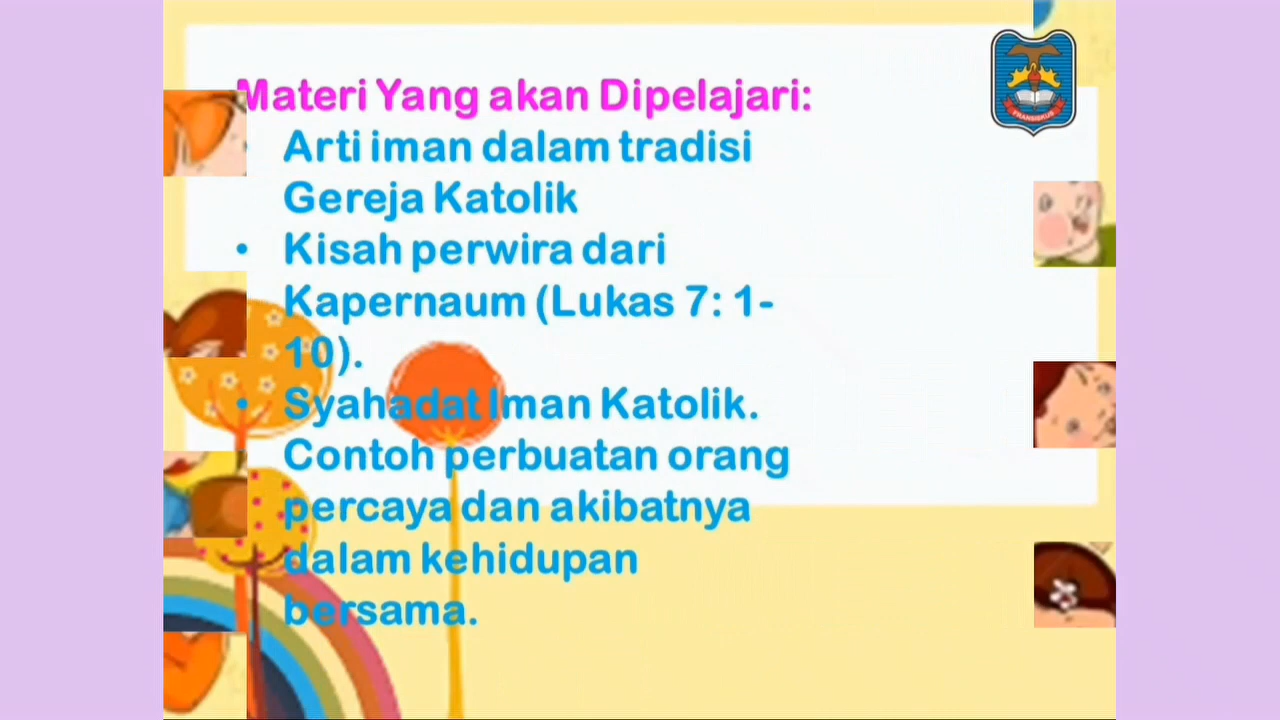 Materi Yang akan Dipelajari:
Arti iman dalam tradisi
Gereja Katolik
• Kisah perwira dari
Kapernaum (Lukas 7: 1-
10).
• Syahadat Iman Katolik.
Contoh perbuatan orang
percaya dan akibatnya
dalam kehidupan
bersama.
FRANSISKUS